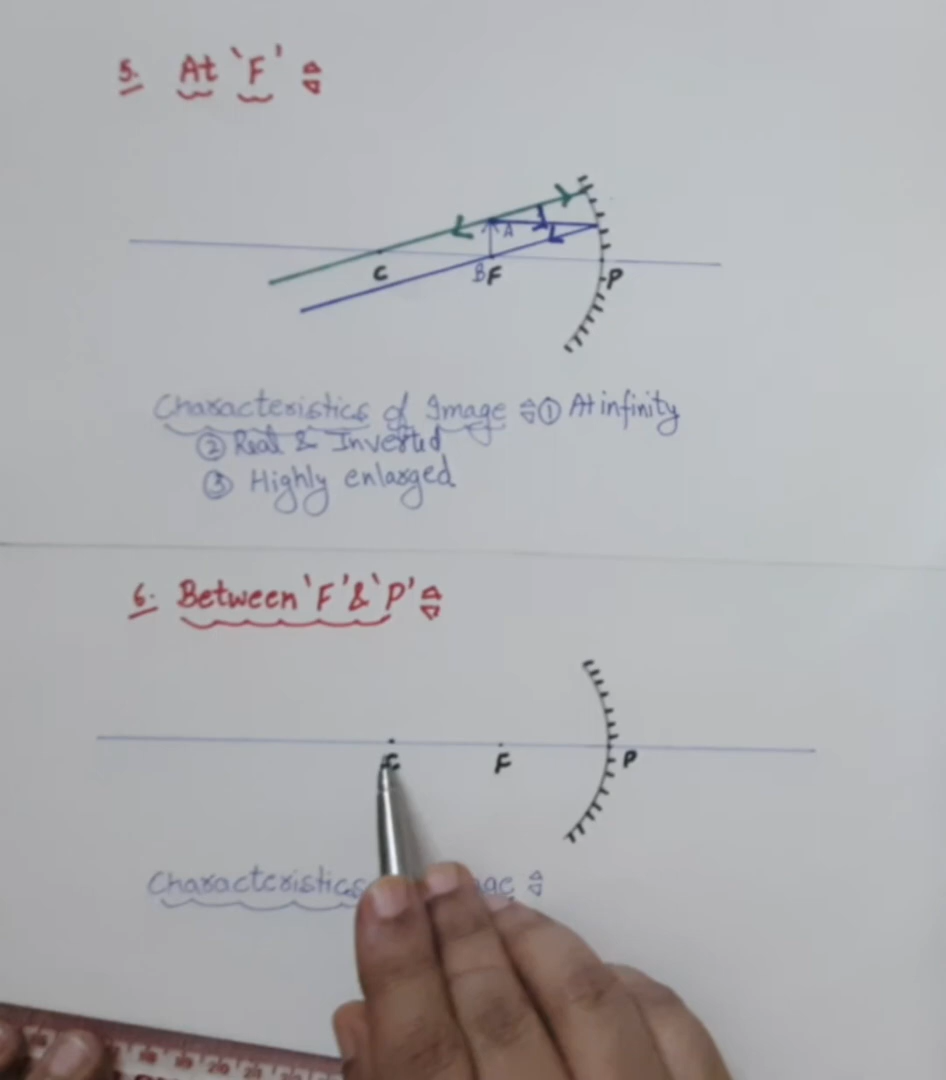 5. At 'F' :
A
C
B F
P
Characteristics of Image : ① At infinity
② Real & Inverted
③ Highly enlarged
6. Between 'F' & 'P' :
C F P
Characteristics